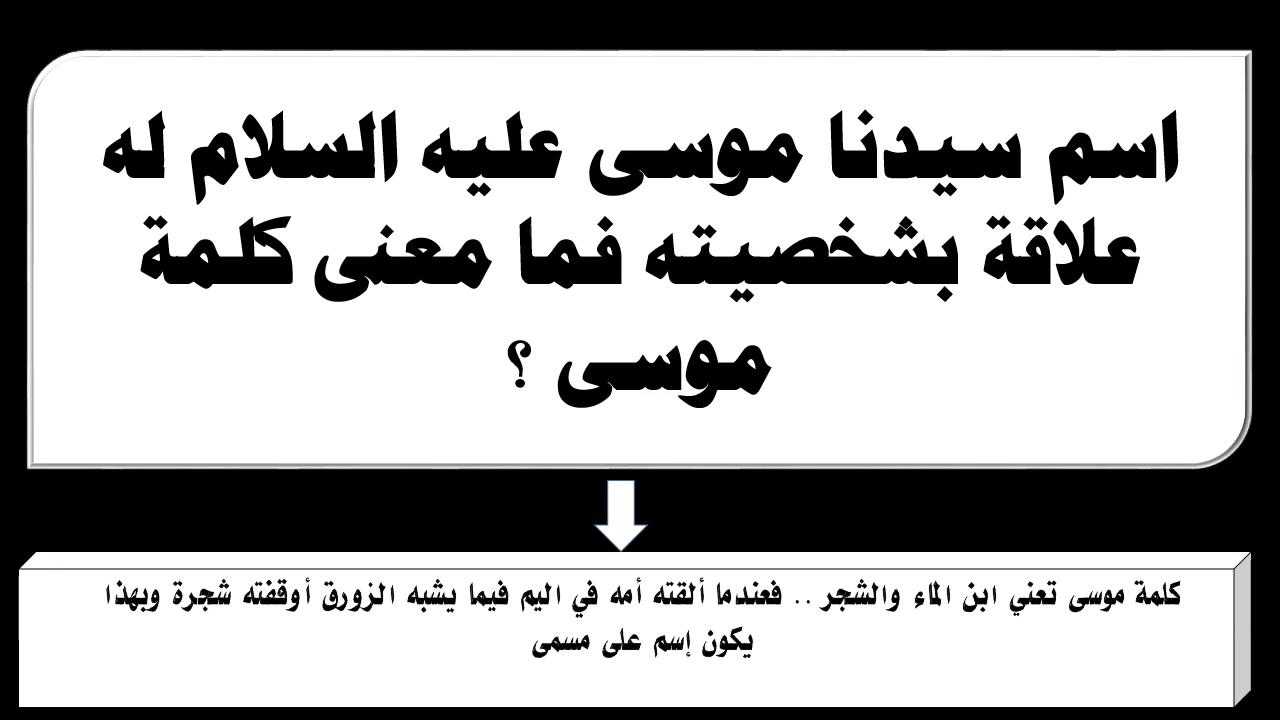 اسم سيدنا موسى عليه السلام له
علاقة بشخصيته فما معنى كلمة
موسى ؟
كلمة موسى تعني ابن الماء والشجر .. فعندما ألقته أمه في اليم فيما يشبه الزورق أوقفته شجرة وبهذا
يكون إسم على مسمى